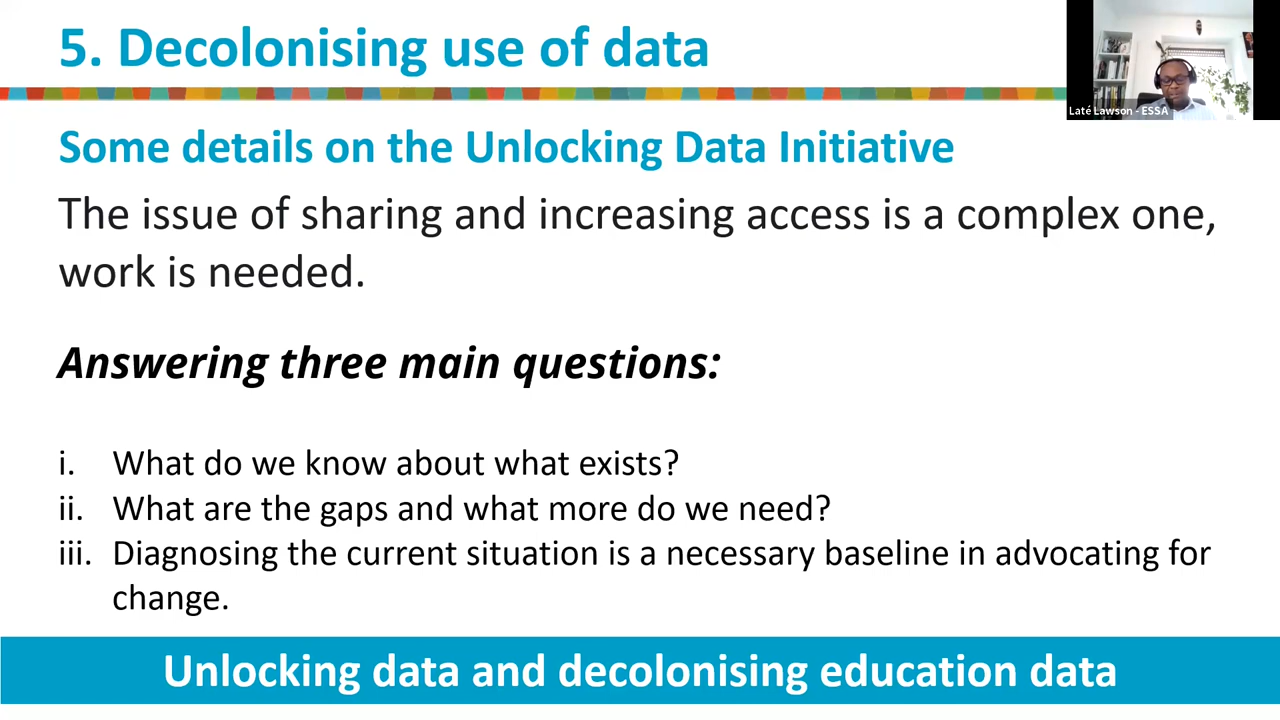 5. Decolonising use of data
Laté Lawson - ESSA
Some details on the Unlocking Data Initiative
The issue of sharing and increasing access is a complex one,
work is needed.
Answering three main questions:
i. What do we know about what exists?
ii. What are the gaps and what more do we need?
iii. Diagnosing the current situation is a necessary baseline in advocating for
change.
Unlocking data and decolonising education data